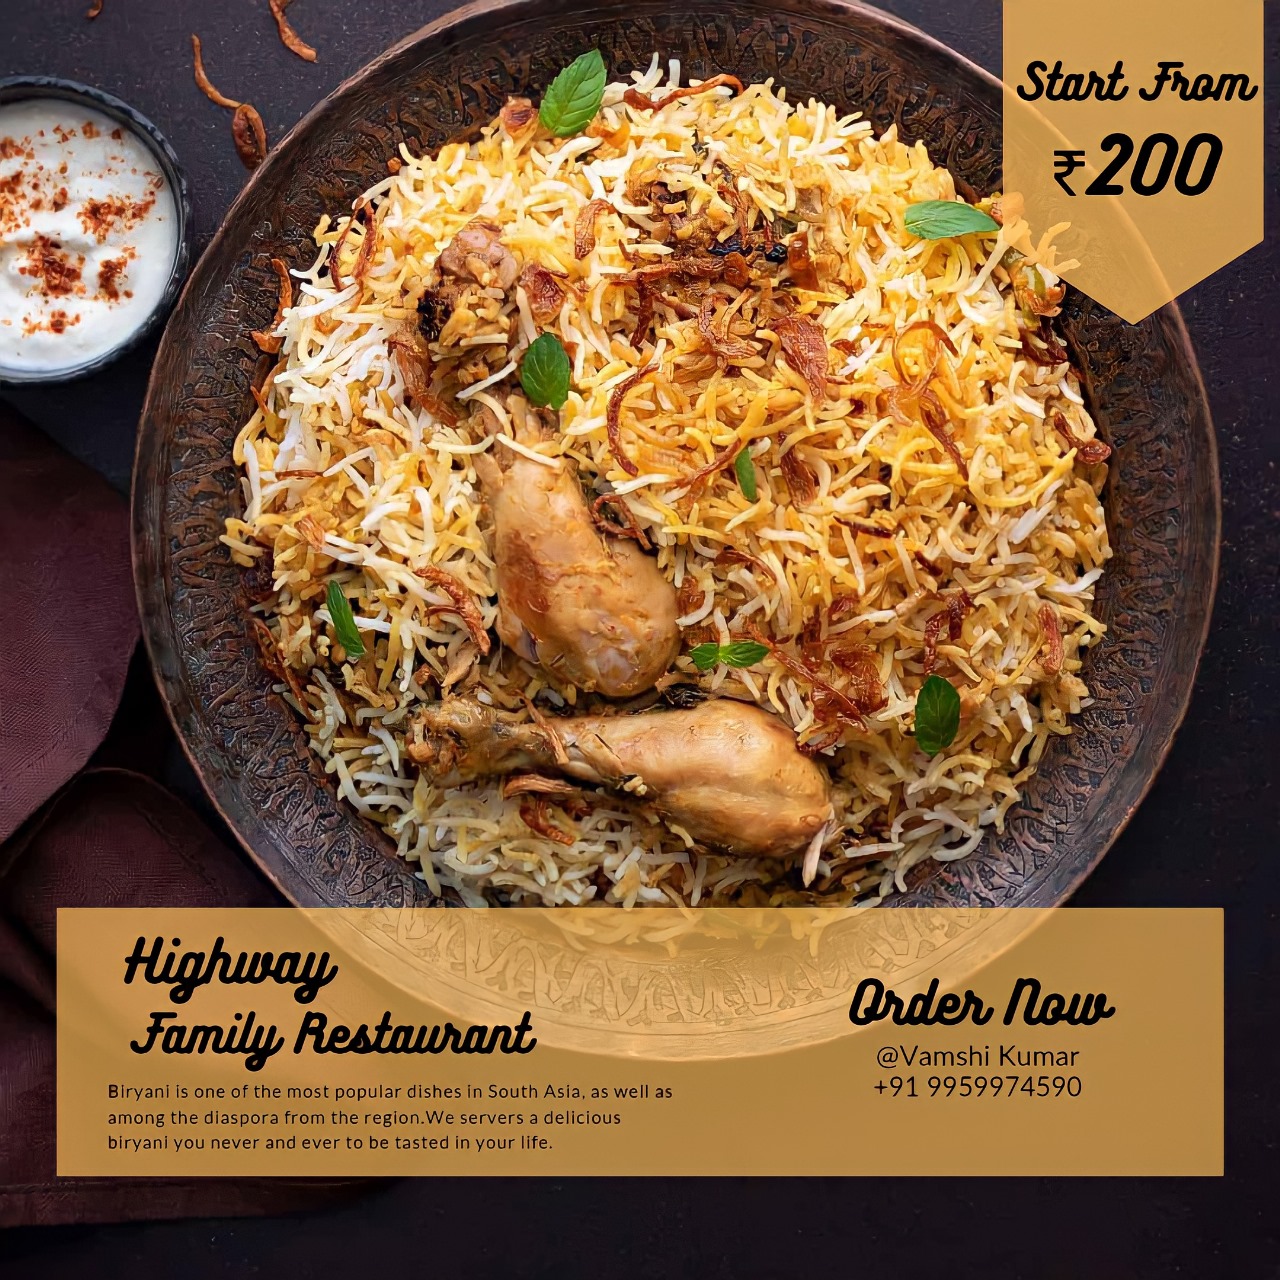 Start From
₹200
Highway
Family Restaurant
Biryani is one of the most popular dishes in South Asia, as well as
among the diaspora from the region.We servers a delicious
biryani you never and ever to be tasted in your life.
Order Now
@Vamshi Kumar
+91 9959974590